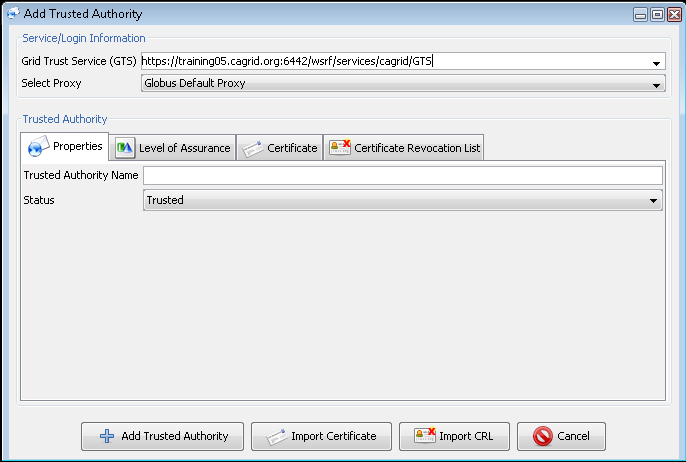 Add Trusted Authority
Service/Login Information
Grid Trust Service (GTS) https://training05.cagrid.org:6442/wsrf/services/cagrid/GTS
Select Proxy Globus Default Proxy
Trusted Authority
Properties Level of Assurance Certificate Certificate Revocation List
Trusted Authority Name
Status Trusted
Add Trusted Authority Import Certificate Import CRL Cancel